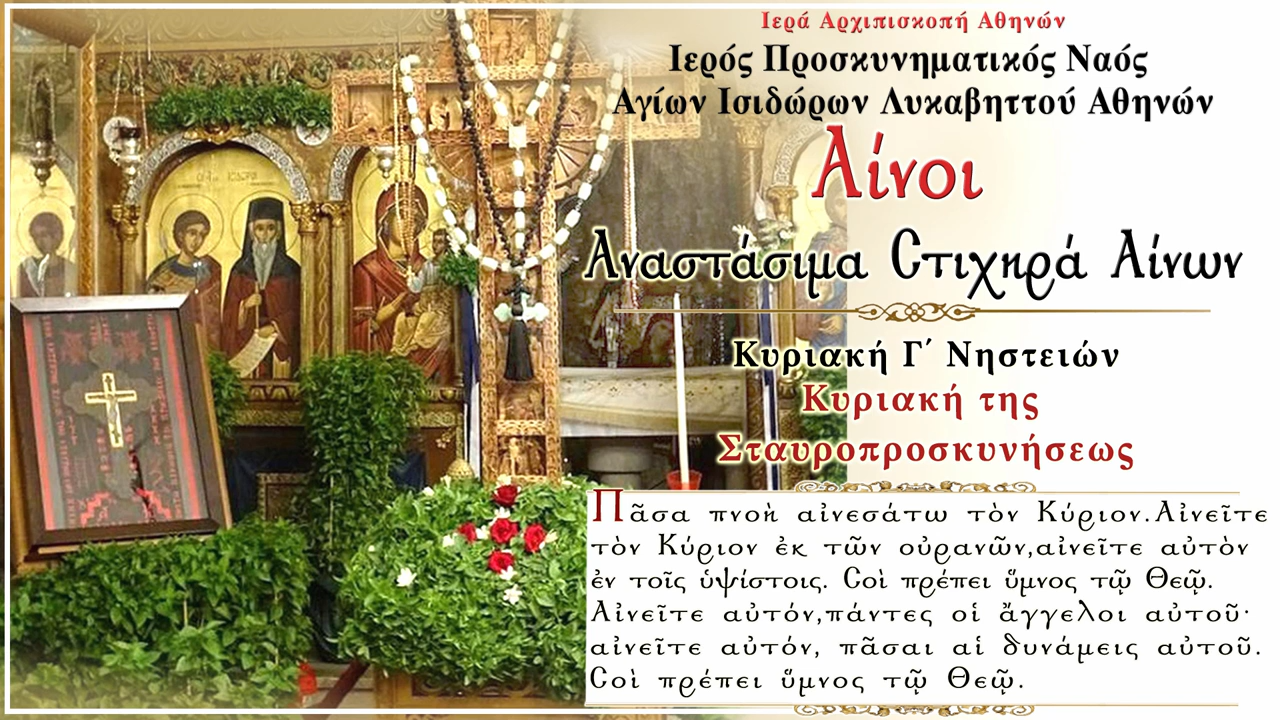 Ιερά Αρχιπισκοπή Αθηνών
Ιερός Προσκυνηματικός Ναός
Αγίων Ισιδώρων Λυκαβηττού Αθηνών
Αίνοι
Αναστάσιμα Στιχηρά Αίνων
Κυριακή Γ΄ Νηστειών
Κυριακή της
Σταυροπροσκυνήσεως
Πᾶσα πνοὴ αἰνεσάτω τὸν Κύριον.Αἰνεῖτε
τὸν Κύριον ἐκ τῶν οὐρανῶν,αἰνεῖτε αὐτὸν
ἐν τοῖς ὑψίστοις. Σοὶ πρέπει ὕμνος τῷ Θεῷ.
Αἰνεῖτε αὐτόν,πάντες οἱ ἄγγελοι αὐτοῦ·
αἰνεῖτε αὐτόν, πᾶσαι αἱ δυνάμεις αὐτοῦ.
Σοὶ πρέπει ὕμνος τῷ Θεῷ.